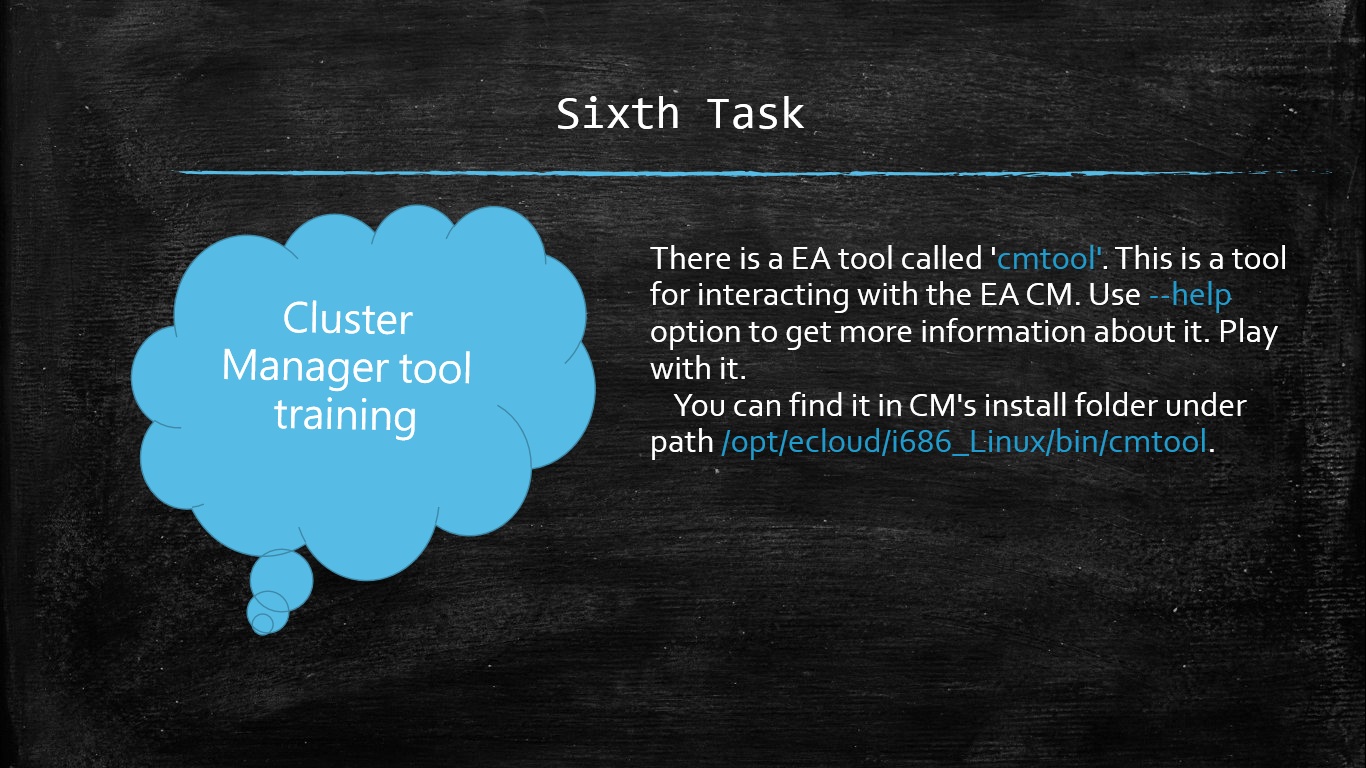 Sixth Task
Cluster
Manager tool
training
There is a EA tool called 'cmtool'. This is a tool
for interacting with the EA CM. Use --help
option to get more information about it. Play
with it.
You can find it in CM's install folder under
path /opt/ecloud/i686_Linux/bin/cmtool.